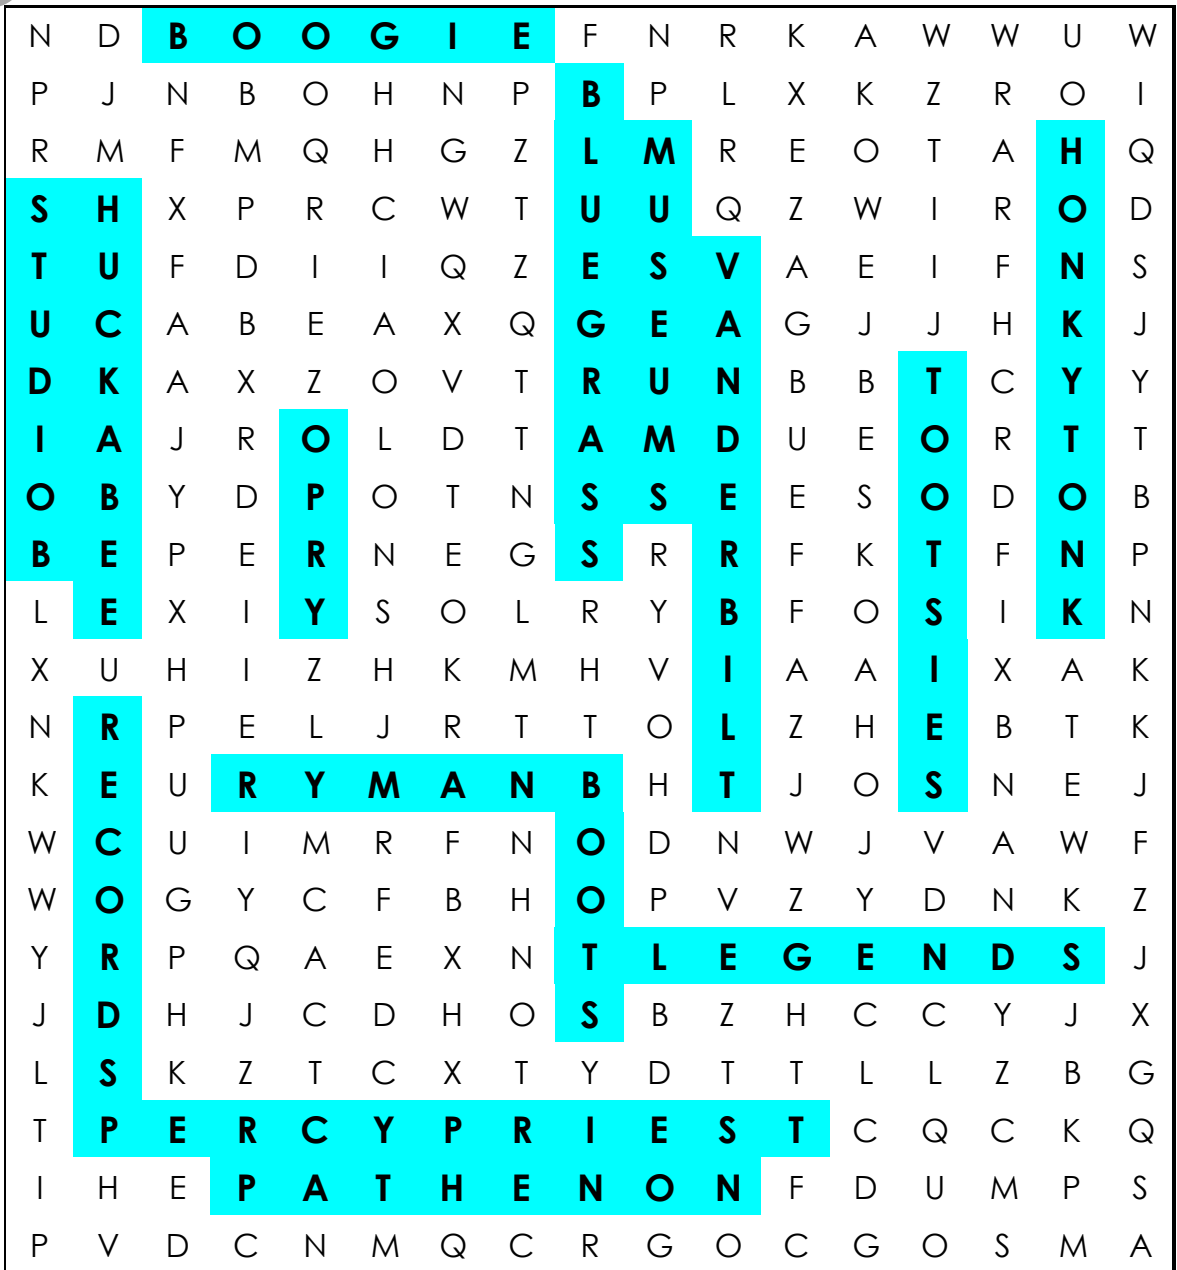 N D B O O G I E F N R K A W W U W
P J N B O H N P B P L X K Z R O I
R M F M Q H G Z L M R E O T A H Q
S H X P R C W T U U Q Z W I R O D
T U F D I I Q Z E S V A E I F N S
U C A B E A X Q G E A G J J H K J
D K A X Z O V T R U N B B T C Y Y
I A J R O L D T A M D U E O R T T
O B Y D P O T N S S E E S O D O B
B E P E R N E G S R R F K T F N P
L E X I Y S O L R Y B F O S I K N
X U H I Z H K M H V I A A I X A K
N R P E L J R T T O L Z H E B T K
K E U R Y M A N B H T J O S N E J
W C U I M R F N O D N W J V A W F
W O G Y C F B H O P V Z Y D N K Z
Y R P Q A E X N T L E G E N D S J
J D H J C D H O S B Z H C C Y J X
L S K Z T C X T Y D T T L L Z B G
T P E R C Y P R I E S T C Q C K Q
I H E P A T H E N O N F D U M P S
P V D C N M Q C R G O C G O S M A